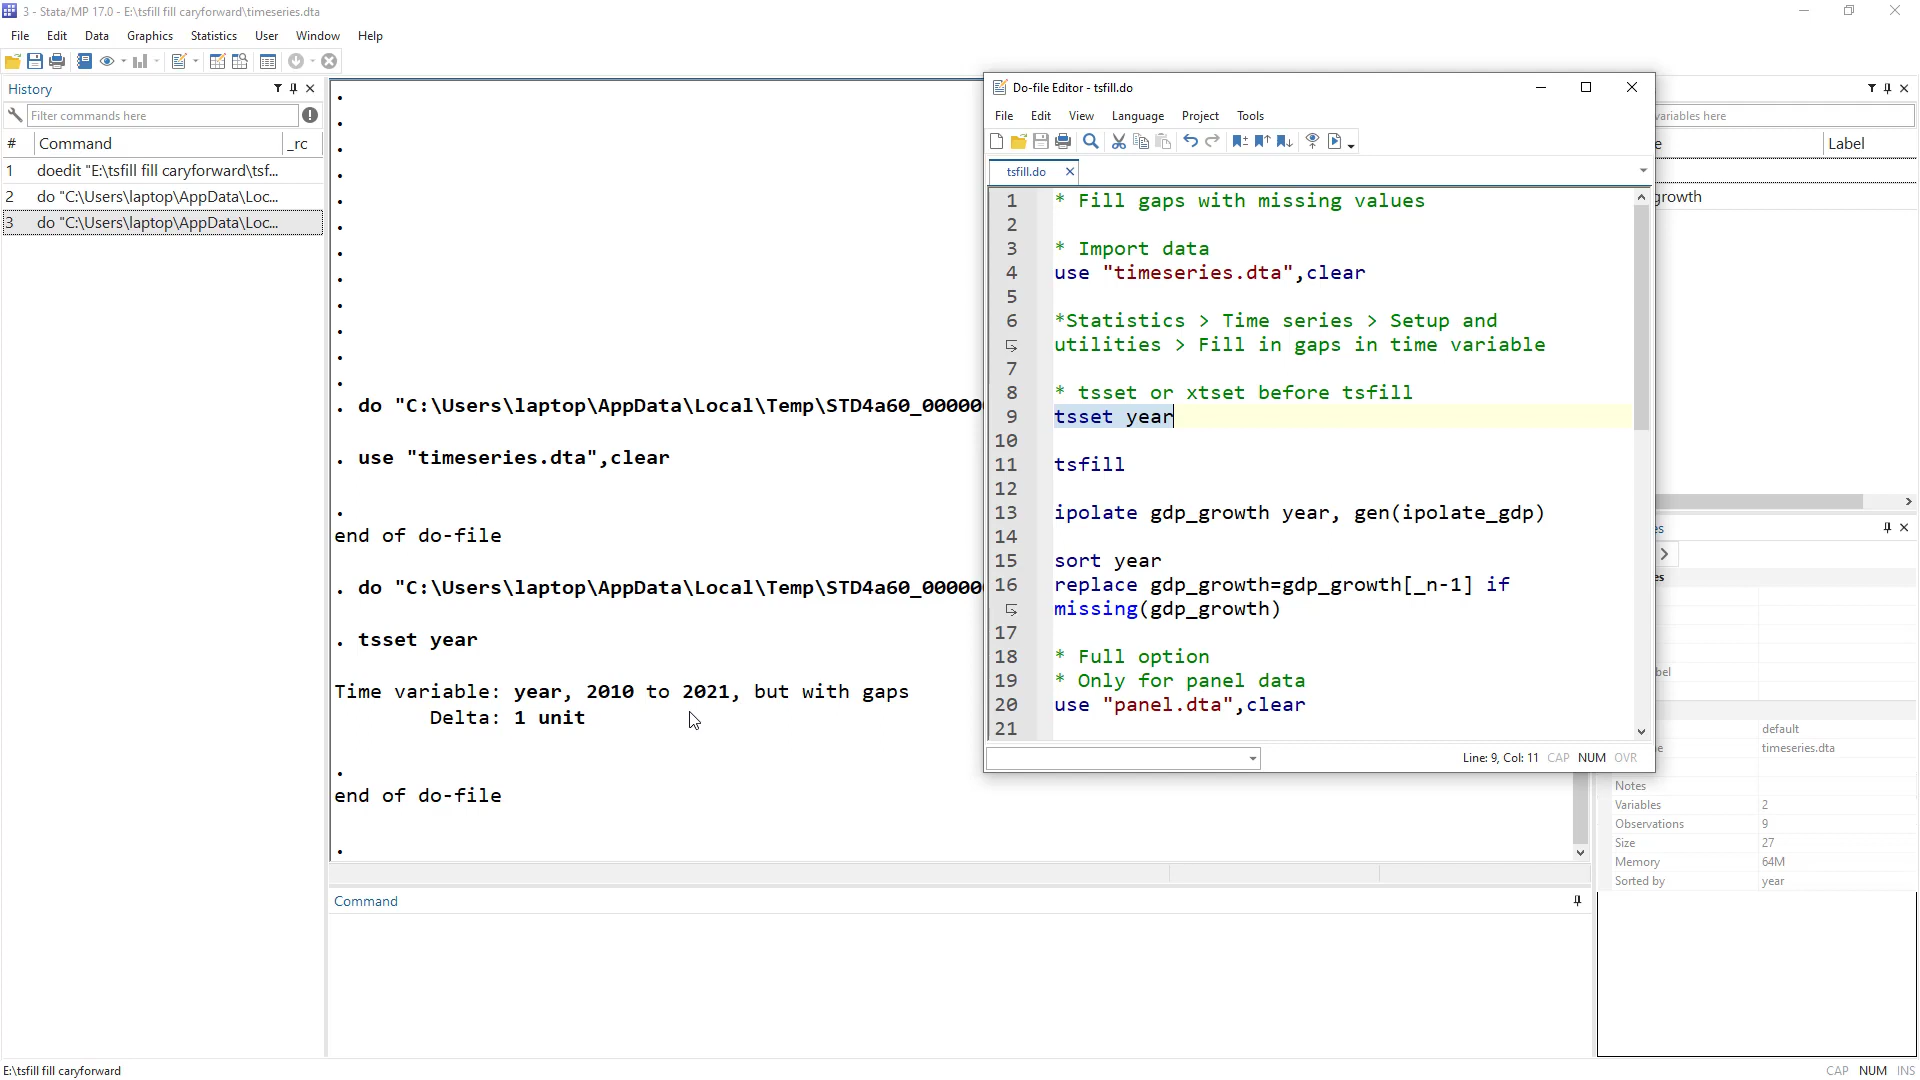 3 - Stata/MP 17.0 - E:\tsfill fill caryforward\timeseries.dta
File Edit Data Graphics Statistics User Window Help
History
Filter commands here
# Command _rc
1 doedit "E:\tsfill fill caryforward\tsf...
2 do "C:\Users\laptop\AppData\Loc...
3 do "C:\Users\laptop\AppData\Loc...
.
.
.
.
.
.
.
.
.
.
.
.
. do "C:\Users\laptop\AppData\Local\Temp\STD4a60_00000
. use "timeseries.dta",clear
.
end of do-file
. do "C:\Users\laptop\AppData\Local\Temp\STD4a60_00000
. tsset year
Time variable: year, 2010 to 2021, but with gaps
Delta: 1 unit
.
end of do-file
.
Command
Do-file Editor - tsfill.do
File Edit View Language Project Tools
tsfill.do
1 * Fill gaps with missing values
2
3 * Import data
4 use "timeseries.dta",clear
5
6 *Statistics > Time series > Setup and
utilities > Fill in gaps in time variable
7
8 * tsset or xtset before tsfill
9 tsset year
10
11 tsfill
12
13 ipolate gdp_growth year, gen(ipolate_gdp)
14
15 sort year
16 replace gdp_growth=gdp_growth[_n-1] if
missing(gdp_growth)
17
18 * Full option
19 * Only for panel data
20 use "panel.dta",clear
21
Line: 9, Col: 11 CAP NUM OVR
variables here
e Label
growth
es
es
bel
default
e timeseries.dta
Notes
Variables 2
Observations 9
Size 27
Memory 64M
Sorted by year
E:\tsfill fill caryforward
CAP NUM INS